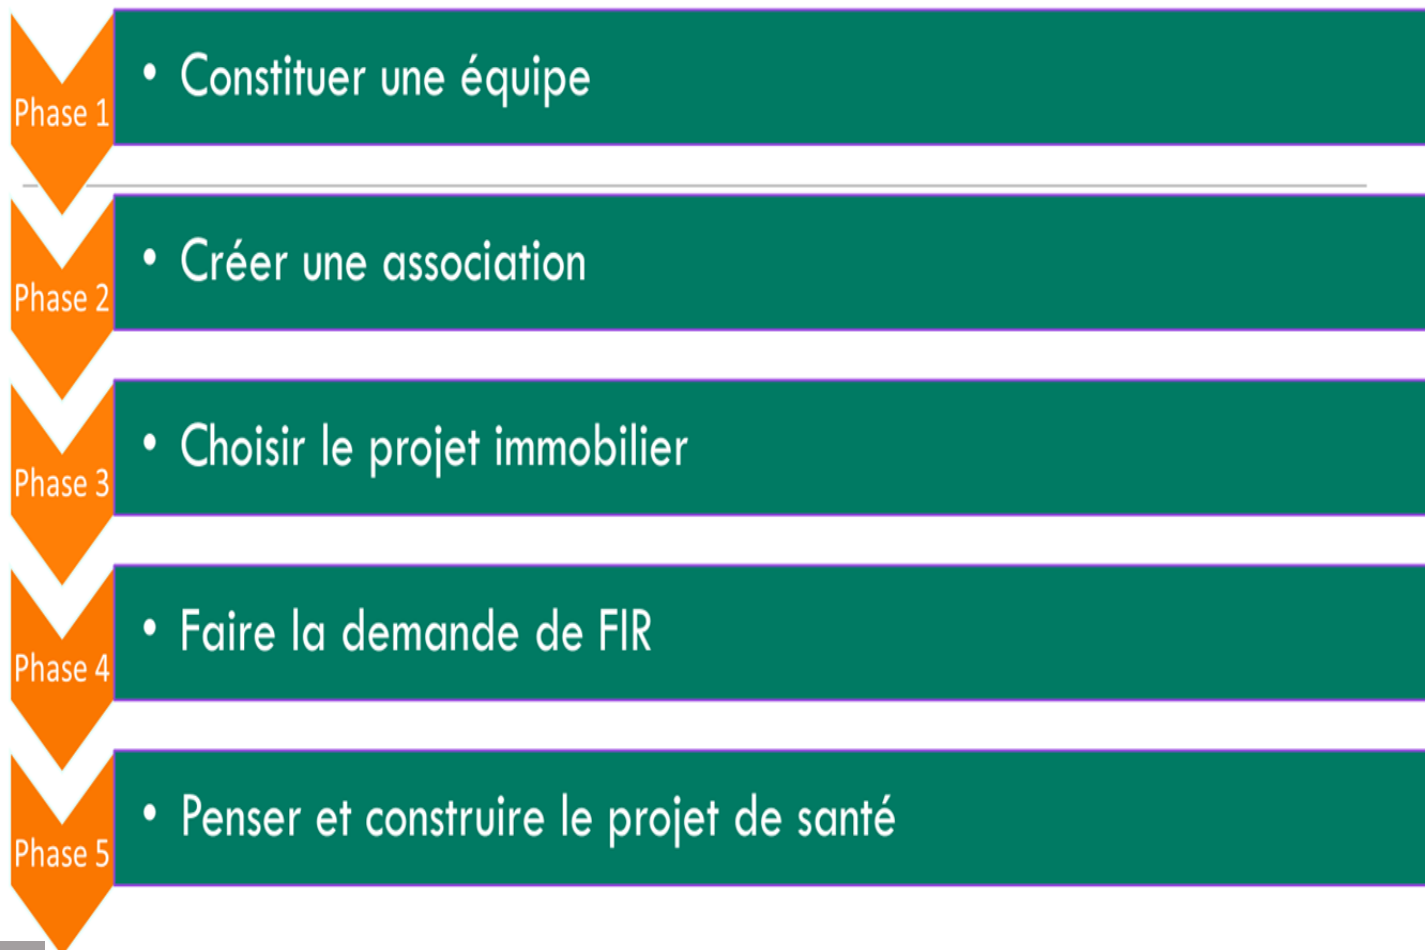 Phase 1
• Constituer une équipe
Phase 2
• Créer une association
Phase 3
• Choisir le projet immobilier
Phase 4
• Faire la demande de FIR
Phase 5
• Penser et construire le projet de santé